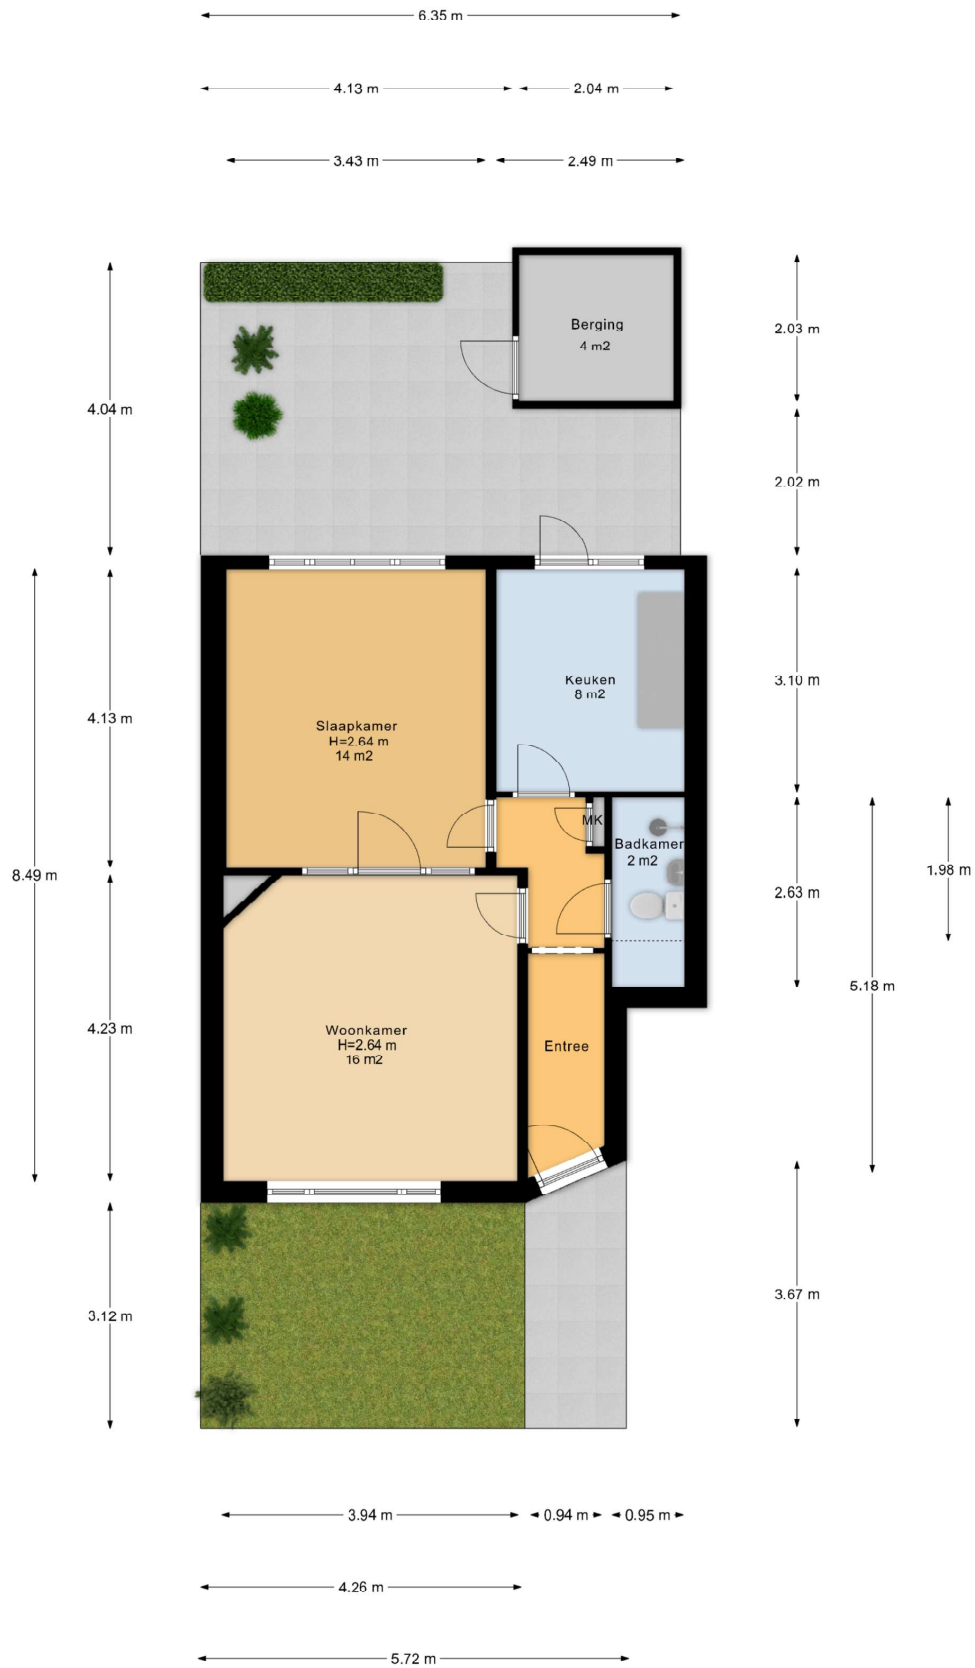 6.35 m
4.13 m
2.04 m
3.43 m
2.49 m
Berging
4 m2
2.03 m
4.04 m
2.02 m
Keuken
8 m2
3.10 m
4.13 m
Slaapkamer
H=2.64 m
14 m2
MK
Badkamer
2 m2
8.49 m
2.63 m
1.98 m
5.18 m
4.23 m
Woonkamer
H=2.64 m
16 m2
Entree
3.67 m
3.12 m
3.94 m
0.94 m
0.95 m
4.26 m
5.72 m